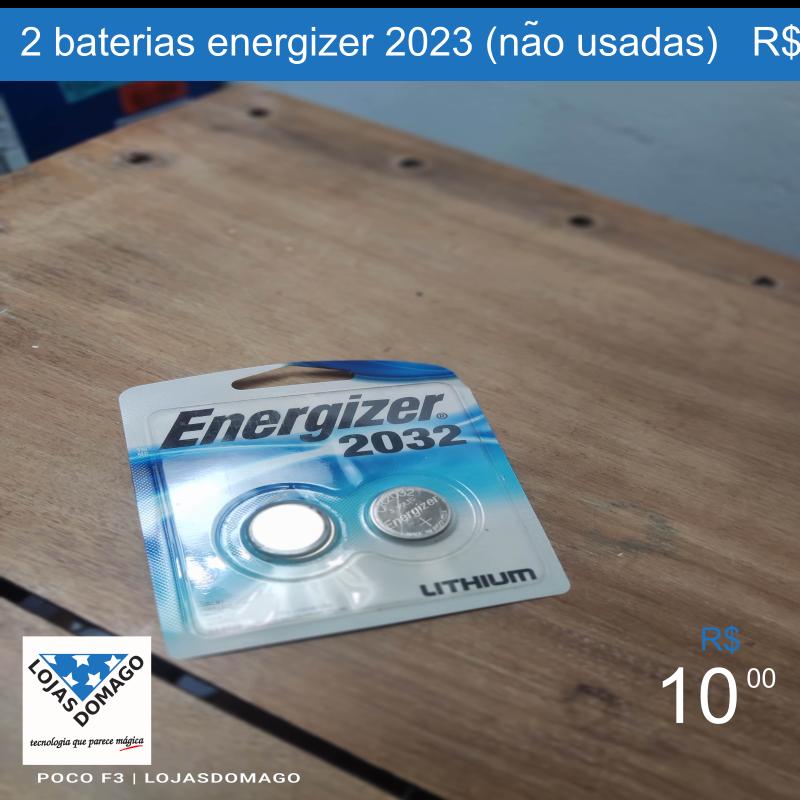 2 baterias energizer 2023 (não usadas) R$
Energizer®
2032
Energizer
LITHIUM
R$
10 00
LOJAS
DOMAGO
tecnologia que parece mágica
POCO F3 | LOJASDOMAGO